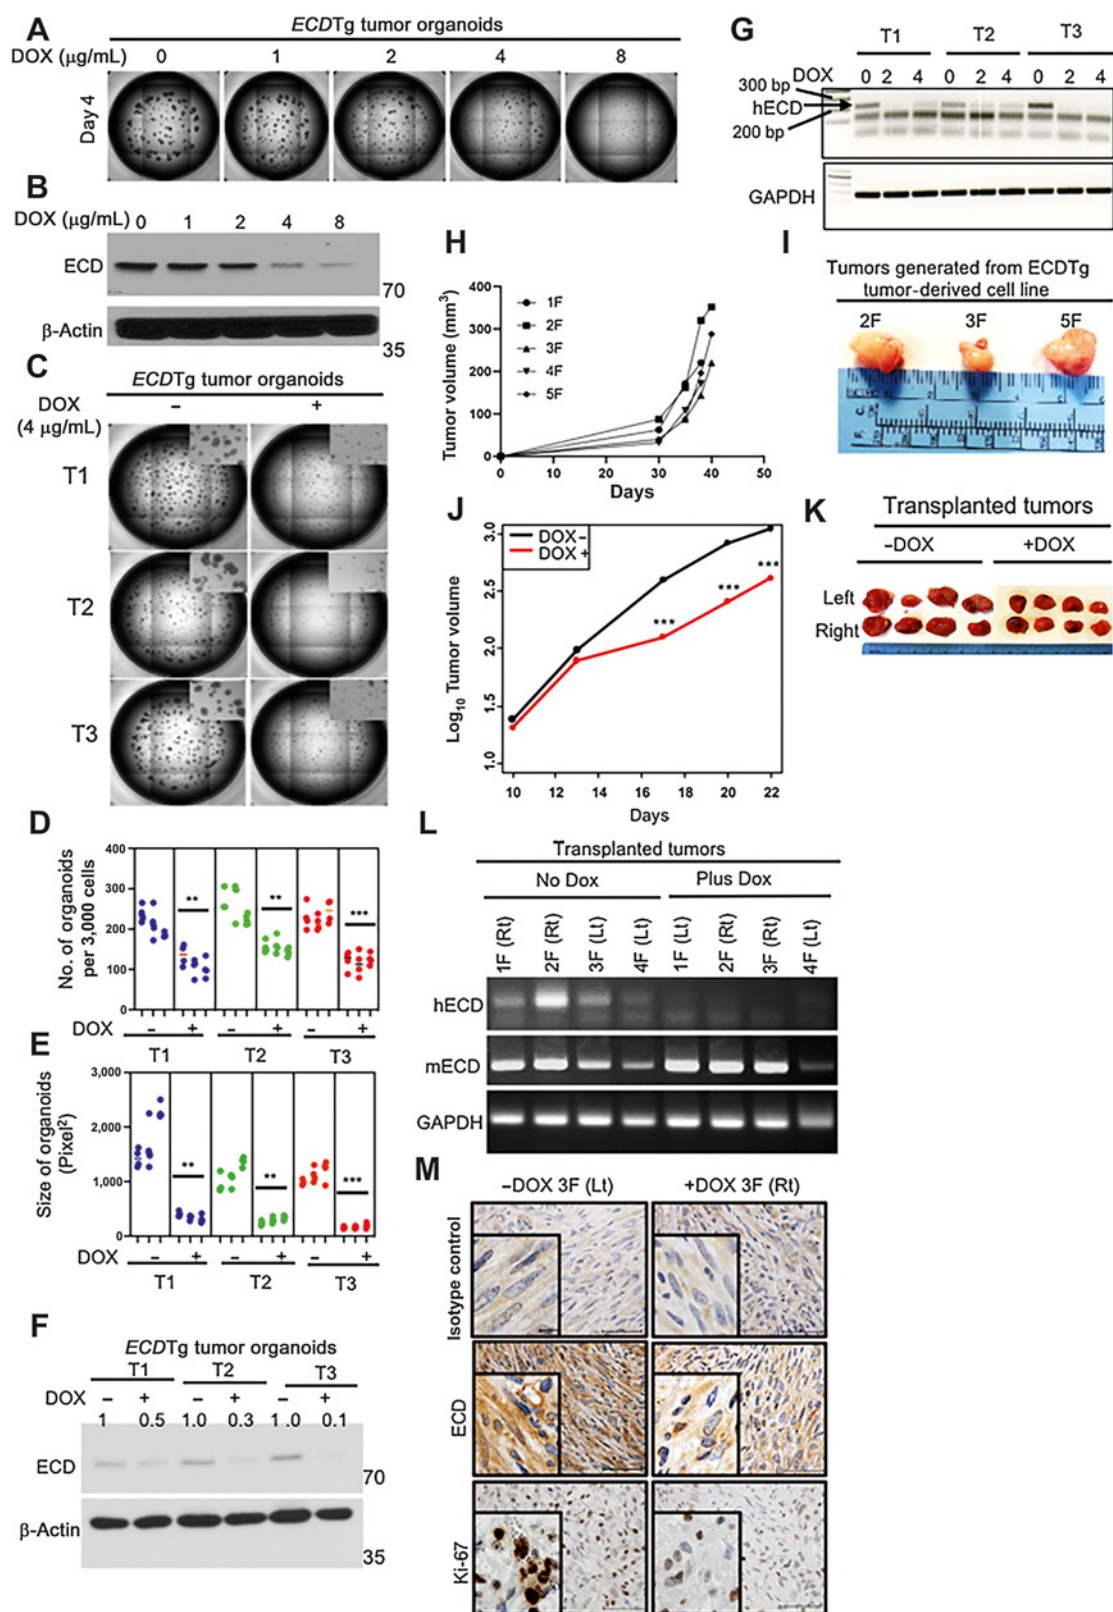 A
ECDTg tumor organoids
DOX (μg/mL) 0 1 2 4 8
Day 4
B
DOX (μg/mL) 0 1 2 4 8
ECD
70
β-Actin
35
C
ECDTg tumor organoids
DOX – +
(4 μg/mL)
T1
T2
T3
D
No. of organoids
per 3,000 cells
400
300
200
100
0
** ** ***
DOX – + – + – +
T1 T2 T3
E
Size of organoids
(Pixel²)
3,000
2,000
1,000
0
** ** ***
DOX – + – + – +
T1 T2 T3
F
ECDTg tumor organoids
T1 T2 T3
DOX – + – + – +
1 0.5 1.0 0.3 1.0 0.1
ECD
70
β-Actin
35
G
T1 T2 T3
DOX 0 2 4 0 2 4 0 2 4
300 bp
hECD
200 bp
GAPDH
H
Tumor volume (mm³)
400
300
200
100
0
1F
2F
3F
4F
5F
0 10 20 30 40 50
Days
I
Tumors generated from ECDTg
tumor-derived cell line
2F 3F 5F
J
Log₁₀ Tumor volume
3.0
2.5
2.0
1.5
1.0
DOX –
DOX +
*** *** ***
10 12 14 16 18 20 22
Days
K
Transplanted tumors
–DOX +DOX
Left
Right
L
Transplanted tumors
No Dox Plus Dox
1F (Rt) 2F (Rt) 3F (Lt) 4F (Lt) 1F (Lt) 2F (Rt) 3F (Rt) 4F (Lt)
hECD
mECD
GAPDH
M
–DOX 3F (Lt) +DOX 3F (Rt)
Isotype control
ECD
Ki-67